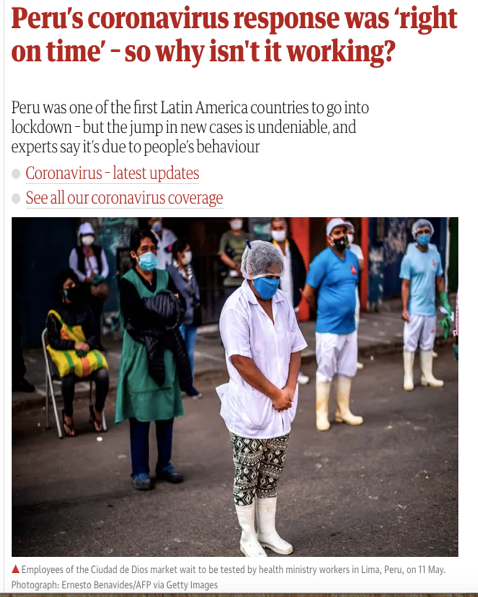 Peru's coronavirus response was 'right
on time' – so why isn't it working?
Peru was one of the first Latin America countries to go into
lockdown – but the jump in new cases is undeniable, and
experts say it's due to people's behaviour
Coronavirus – latest updates
See all our coronavirus coverage
Employees of the Ciudad de Dios market wait to be tested by health ministry workers in Lima, Peru, on 11 May.
Photograph: Ernesto Benavides/AFP via Getty Images